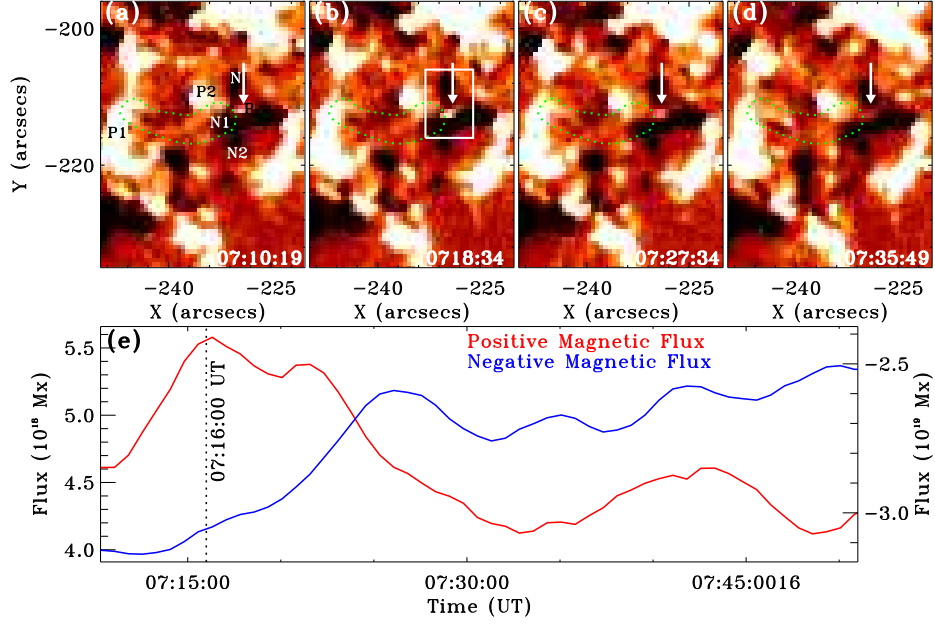 (a) (b) (c) (d)
−200
−220
Y (arcsecs)
P2 N
P1 N1
N2
07:10:19 0718:34 07:27:34 07:35:49
−240 −225 −240 −225 −240 −225 −240 −225
X (arcsecs) X (arcsecs) X (arcsecs) X (arcsecs)
(e)
Positive Magnetic Flux
Negative Magnetic Flux
07:16:00 UT
5.5
5.0
4.5
4.0
Flux (10¹⁸ Mx)
−2.5
−3.0
Flux (10¹⁹ Mx)
07:15:00 07:30:00 07:45:0016
Time (UT)